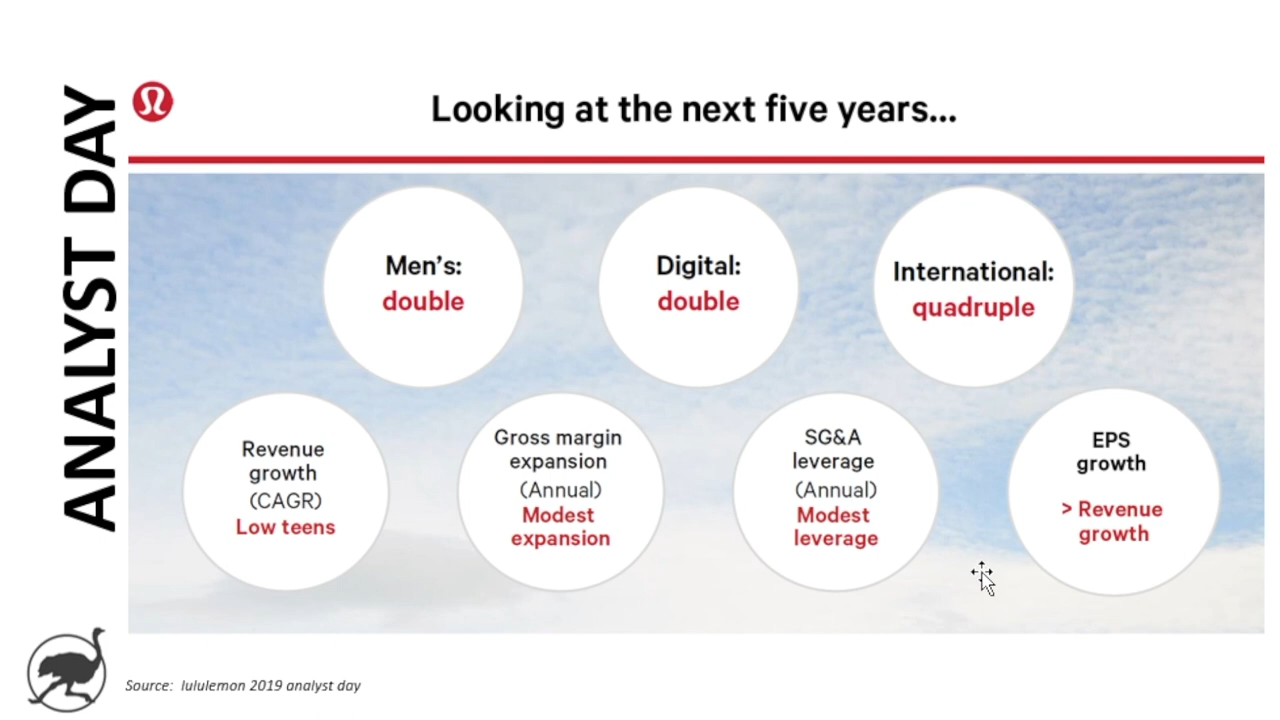 ANALYST DAY
Looking at the next five years...
Men's:
double
Digital:
double
International:
quadruple
Revenue
growth
(CAGR)
Low teens
Gross margin
expansion
(Annual)
Modest
expansion
SG&A
leverage
(Annual)
Modest
leverage
EPS
growth
> Revenue
growth
Source: lululemon 2019 analyst day